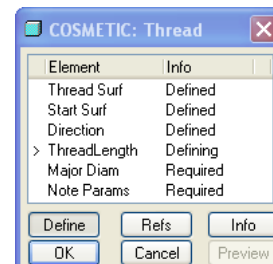 COSMETIC: Thread
Element Info
Thread Surf Defined
Start Surf Defined
Direction Defined
> ThreadLength Defining
Major Diam Required
Note Params Required
Define Refs Info
OK Cancel Preview